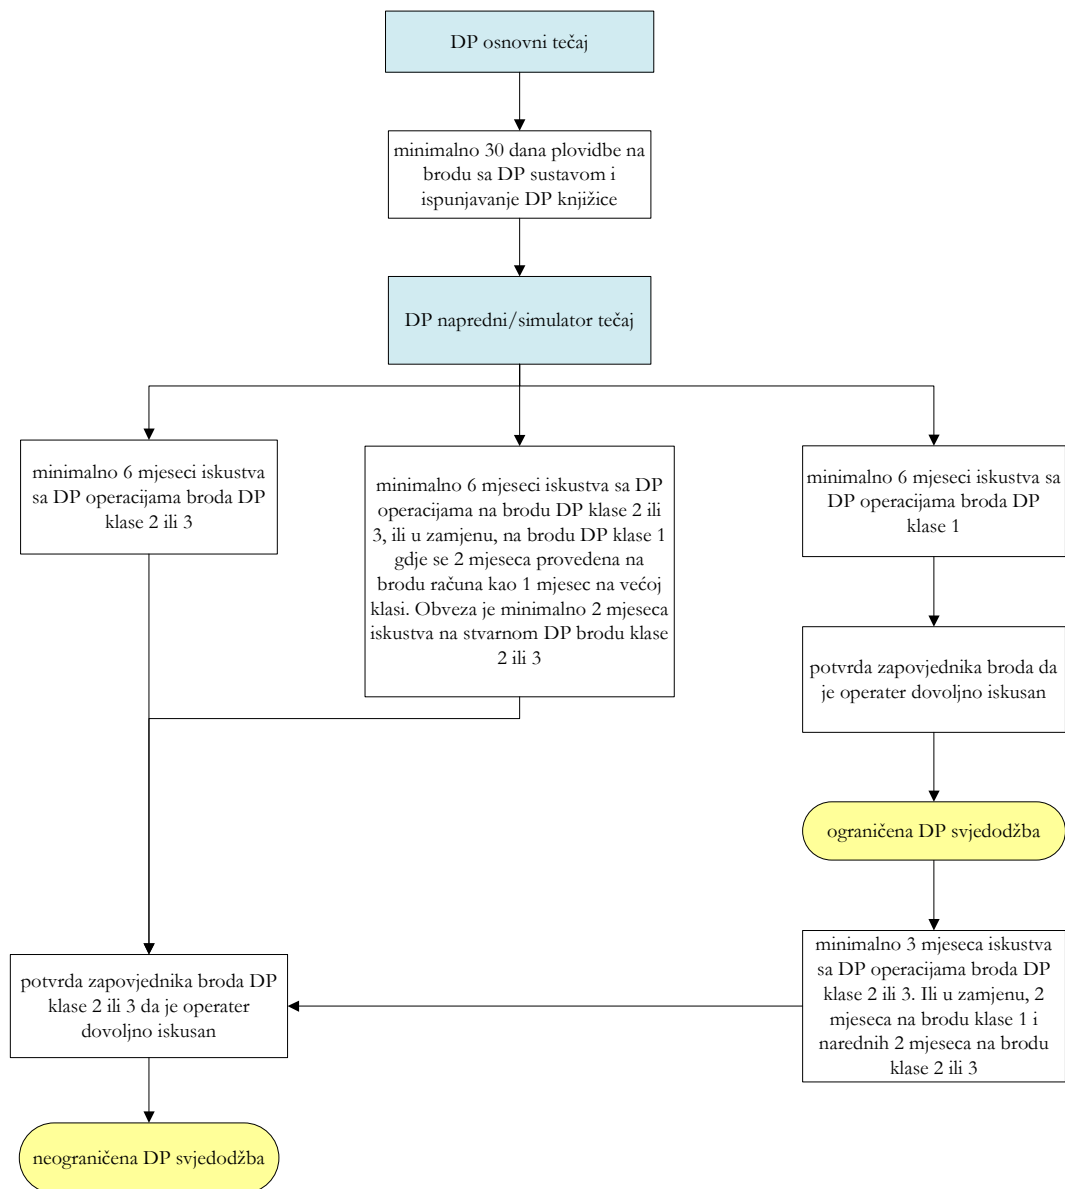 DP osnovni tečaj
minimalno 30 dana plovidbe na
brodu sa DP sustavom i
ispunjavanje DP knjižice
DP napredni/simulator tečaj
minimalno 6 mjeseci iskustva
sa DP operacijama broda DP
klase 2 ili 3
minimalno 6 mjeseci iskustva sa DP
operacijama na brodu DP klase 2 ili
3, ili u zamjenu, na brodu DP klase 1
gdje se 2 mjeseca provedena na
brodu računa kao 1 mjesec na većoj
klasi. Obveza je minimalno 2 mjeseca
iskustva na stvarnom DP brodu klase
2 ili 3
minimalno 6 mjeseci iskustva sa
DP operacijama broda DP
klase 1
potvrda zapovjednika broda da
je operater dovoljno iskusan
ograničena DP svjedodžba
minimalno 3 mjeseca iskustva
sa DP operacijama broda DP
klase 2 ili 3. Ili u zamjenu, 2
mjeseca na brodu klase 1 i
narednih 2 mjeseca na brodu
klase 2 ili 3
potvrda zapovjednika broda DP
klase 2 ili 3 da je operater
dovoljno iskusan
neograničena DP svjedodžba